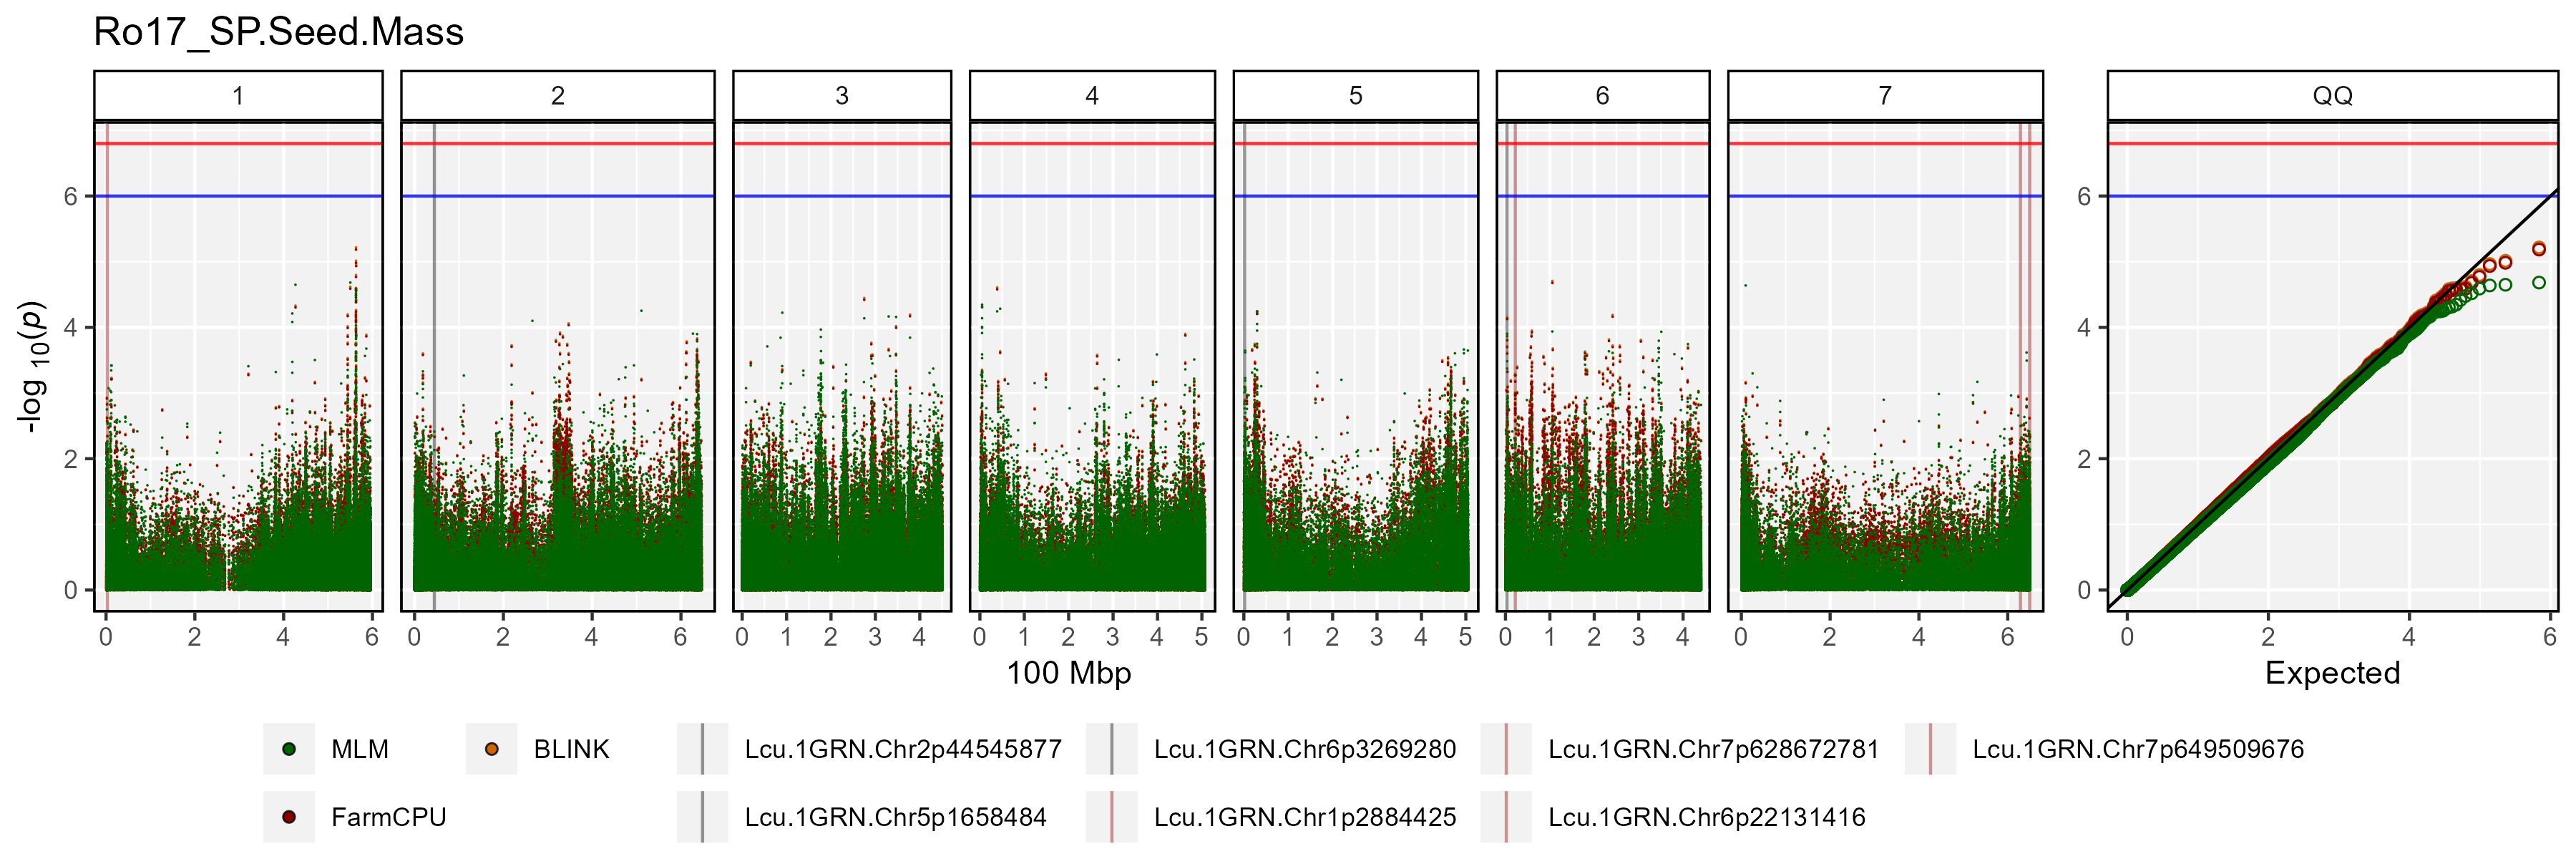 Ro17_SP.Seed.Mass
1 2 3 4 5 6 7 QQ
-log 10(p)
6
4
2
0
6
4
2
0
0 2 4 6 0 2 4 6 0 1 2 3 4 0 1 2 3 4 5 0 1 2 3 4 5 0 1 2 3 4 0 2 4 6 0 2 4 6
100 Mbp Expected
MLM BLINK Lcu.1GRN.Chr2p44545877 Lcu.1GRN.Chr6p3269280 Lcu.1GRN.Chr7p628672781 Lcu.1GRN.Chr7p649509676
FarmCPU Lcu.1GRN.Chr5p1658484 Lcu.1GRN.Chr1p2884425 Lcu.1GRN.Chr6p22131416